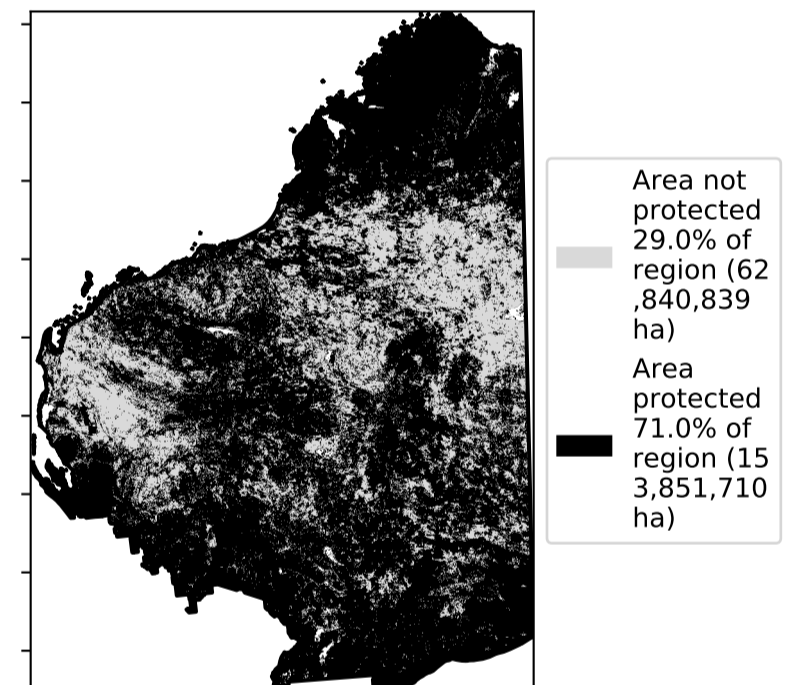 Area not
protected
29.0% of
region (62
,840,839
ha)
Area
protected
71.0% of
region (15
3,851,710
ha)